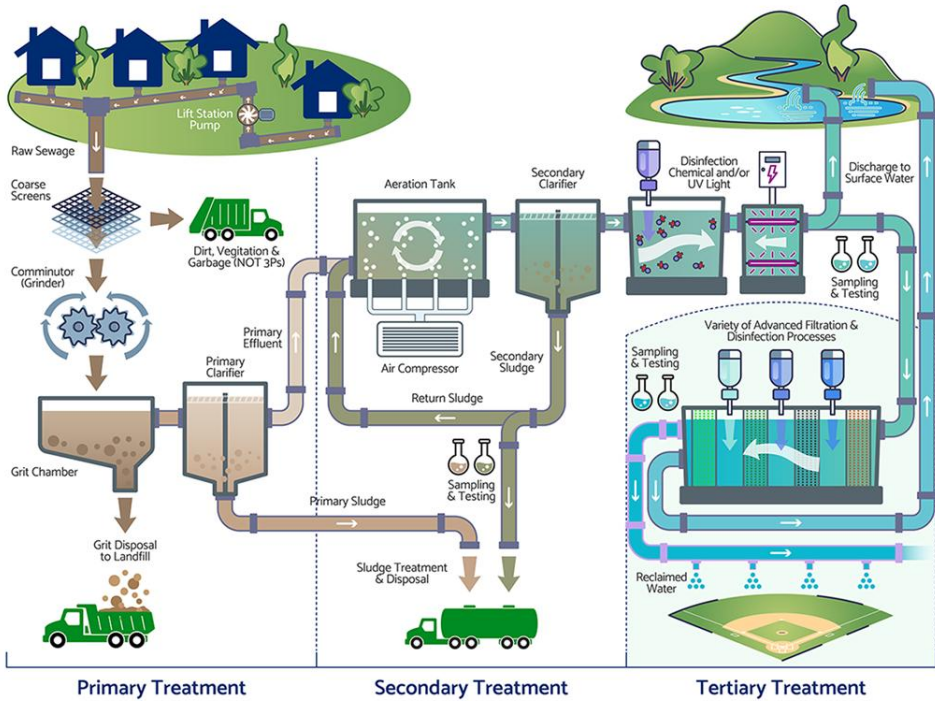 Lift Station
Pump
Raw Sewage
Coarse
Screens
Dirt, Vegitation &
Garbage (NOT 3Ps)
Comminutor
(Grinder)
Grit Chamber
Grit Disposal
to Landfill
Primary
Clarifier
Primary
Effluent
Primary Sludge
Aeration Tank
Air Compressor
Return Sludge
Secondary
Clarifier
Secondary
Sludge
Sampling
& Testing
Sludge Treatment
& Disposal
Disinfection
Chemical and/or
UV Light
Discharge to
Surface Water
Sampling
& Testing
Variety of Advanced Filtration &
Disinfection Processes
Sampling
& Testing
Reclaimed
Water
Primary Treatment
Secondary Treatment
Tertiary Treatment